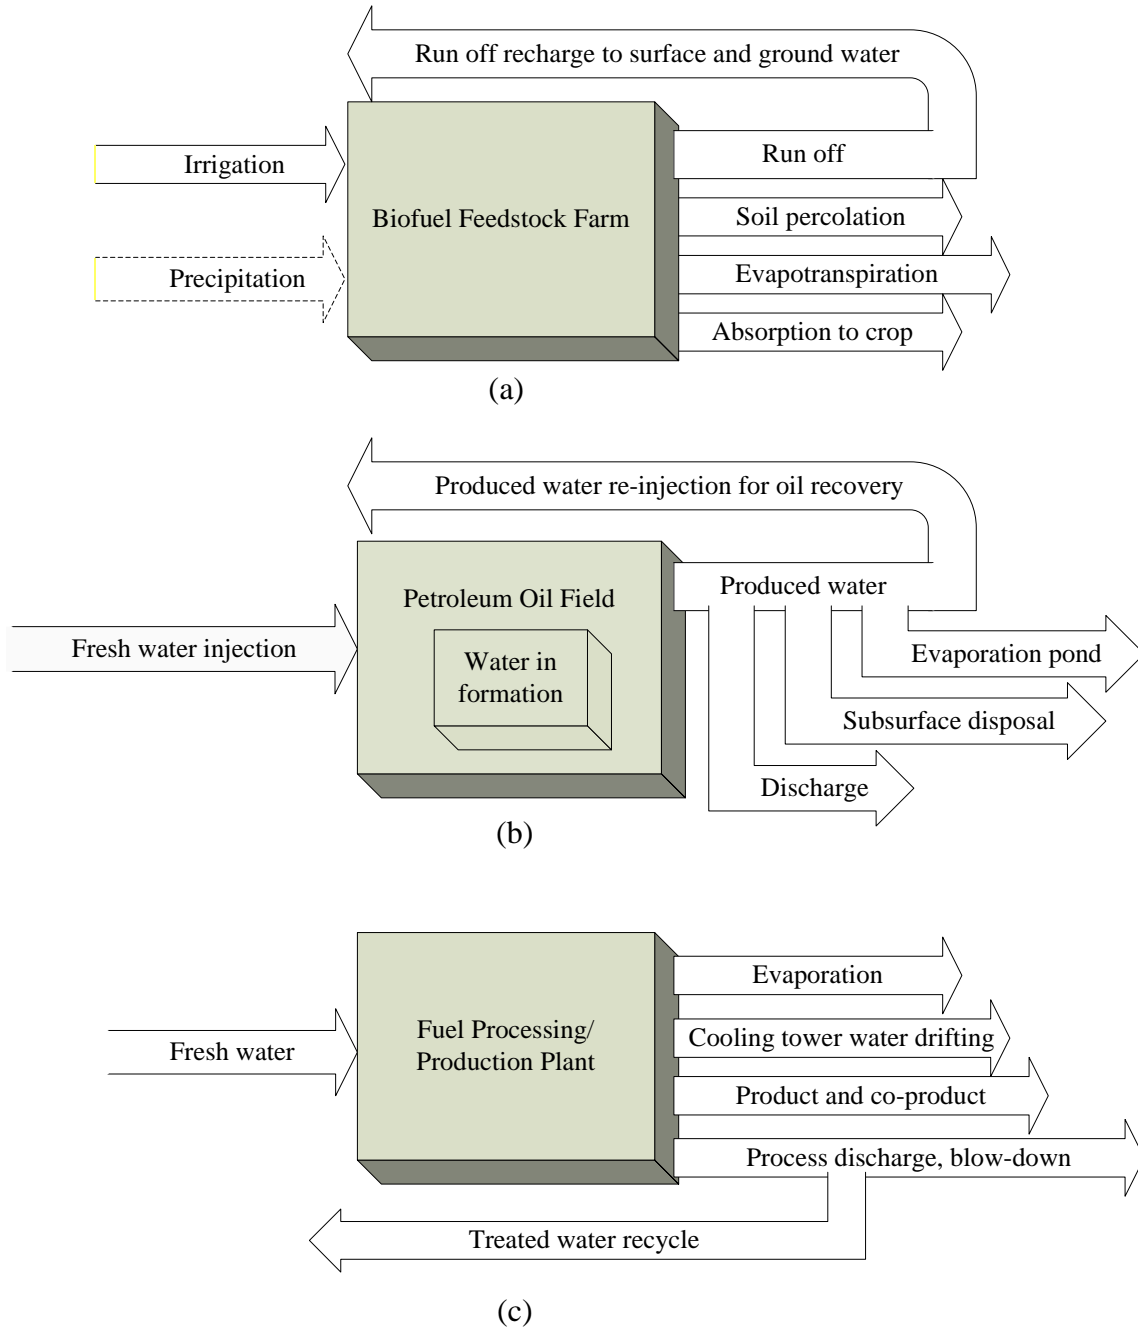 Run off recharge to surface and ground water
Irrigation
Run off
Biofuel Feedstock Farm
Soil percolation
Precipitation
Evapotranspiration
Absorption to crop
(a)
Produced water re-injection for oil recovery
Petroleum Oil Field
Produced water
Fresh water injection
Water in
formation
Evaporation pond
Subsurface disposal
Discharge
(b)
Evaporation
Fresh water
Fuel Processing/
Production Plant
Cooling tower water drifting
Product and co-product
Process discharge, blow-down
Treated water recycle
(c)